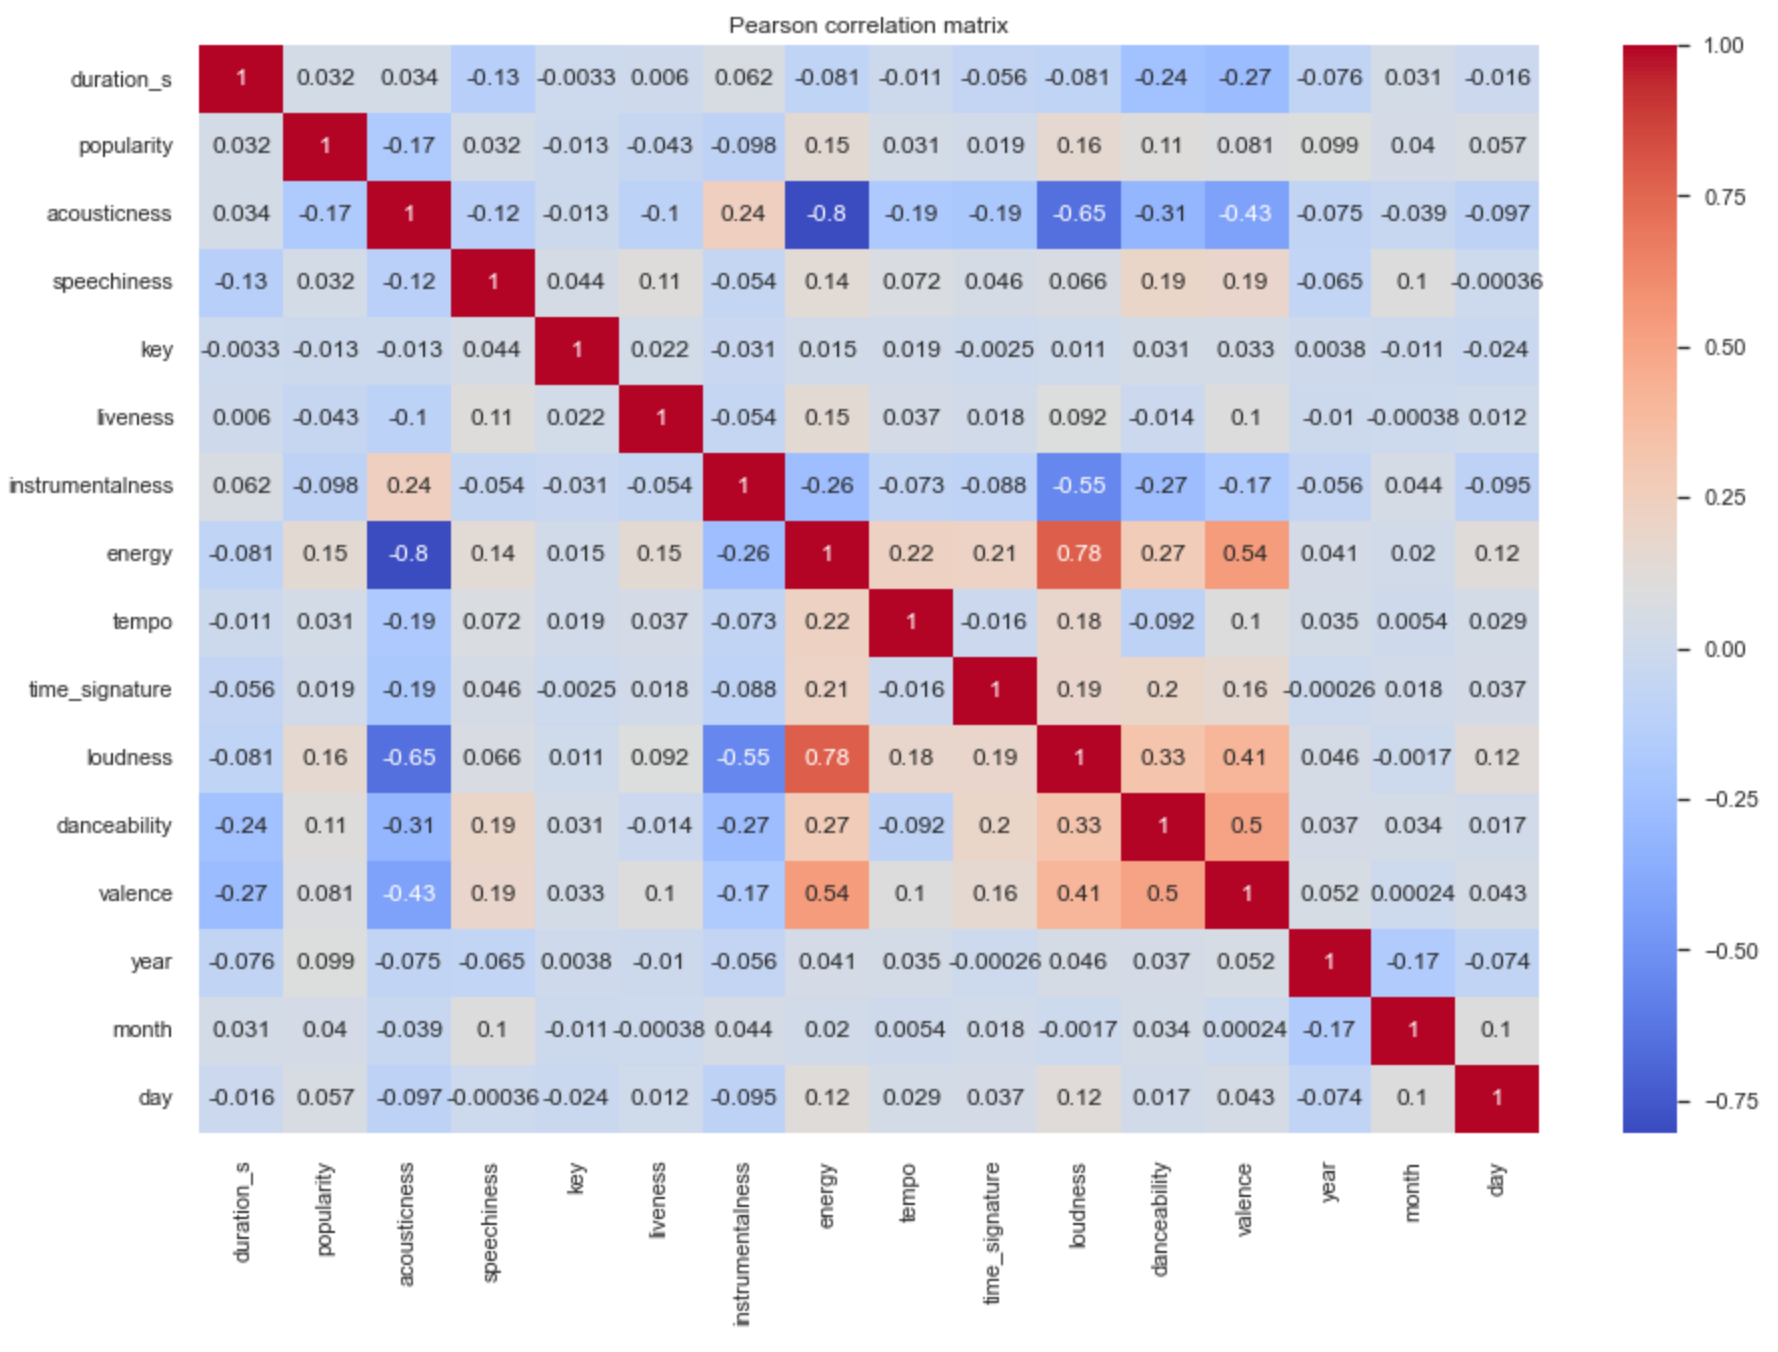 Pearson correlation matrix
duration_s 1 0.032 0.034 -0.13 -0.0033 0.006 0.062 -0.081 -0.011 -0.056 -0.081 -0.24 -0.27 -0.076 0.031 -0.016
popularity 0.032 1 -0.17 0.032 -0.013 -0.043 -0.098 0.15 0.031 0.019 0.16 0.11 0.081 0.099 0.04 0.057
acousticness 0.034 -0.17 1 -0.12 -0.013 -0.1 0.24 -0.8 -0.19 -0.19 -0.65 -0.31 -0.43 -0.075 -0.039 -0.097
speechiness -0.13 0.032 -0.12 1 0.044 0.11 -0.054 0.14 0.072 0.046 0.066 0.19 0.19 -0.065 0.1 -0.00036
key -0.0033 -0.013 -0.013 0.044 1 0.022 -0.031 0.015 0.019 -0.0025 0.011 0.031 0.033 0.0038 -0.011 -0.024
liveness 0.006 -0.043 -0.1 0.11 0.022 1 -0.054 0.15 0.037 0.018 0.092 -0.014 0.1 -0.01 -0.00038 0.012
instrumentalness 0.062 -0.098 0.24 -0.054 -0.031 -0.054 1 -0.26 -0.073 -0.088 -0.55 -0.27 -0.17 -0.056 0.044 -0.095
energy -0.081 0.15 -0.8 0.14 0.015 0.15 -0.26 1 0.22 0.21 0.78 0.27 0.54 0.041 0.02 0.12
tempo -0.011 0.031 -0.19 0.072 0.019 0.037 -0.073 0.22 1 -0.016 0.18 -0.092 0.1 0.035 0.0054 0.029
time_signature -0.056 0.019 -0.19 0.046 -0.0025 0.018 -0.088 0.21 -0.016 1 0.19 0.2 0.16 -0.00026 0.018 0.037
loudness -0.081 0.16 -0.65 0.066 0.011 0.092 -0.55 0.78 0.18 0.19 1 0.33 0.41 0.046 -0.0017 0.12
danceability -0.24 0.11 -0.31 0.19 0.031 -0.014 -0.27 0.27 -0.092 0.2 0.33 1 0.5 0.037 0.034 0.017
valence -0.27 0.081 -0.43 0.19 0.033 0.1 -0.17 0.54 0.1 0.16 0.41 0.5 1 0.052 0.00024 0.043
year -0.076 0.099 -0.075 -0.065 0.0038 -0.01 -0.056 0.041 0.035 -0.00026 0.046 0.037 0.052 1 -0.17 -0.074
month 0.031 0.04 -0.039 0.1 -0.011 -0.00038 0.044 0.02 0.0054 0.018 -0.0017 0.034 0.00024 -0.17 1 0.1
day -0.016 0.057 -0.097 -0.00036 -0.024 0.012 -0.095 0.12 0.029 0.037 0.12 0.017 0.043 -0.074 0.1 1
duration_s popularity acousticness speechiness key liveness instrumentalness energy tempo time_signature loudness danceability valence year month day
1.00
0.75
0.50
0.25
0.00
−0.25
−0.50
−0.75